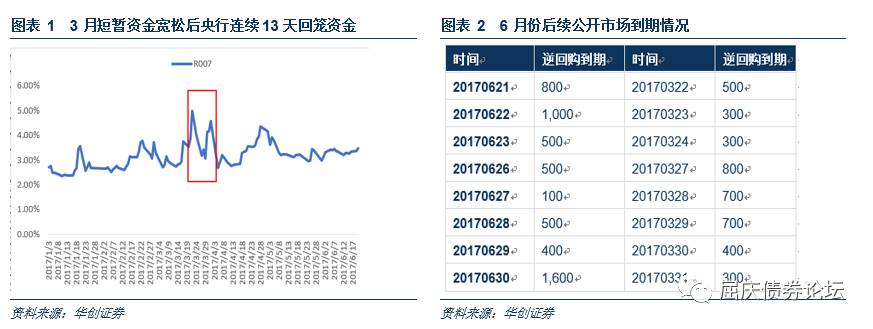 图表 1 3 月短暂资金宽松后央行连续 13 天回笼资金
R007
6.00%
5.00%
4.00%
3.00%
2.00%
1.00%
0.00%
2017/1/3
2017/1/8
2017/1/13
2017/1/18
2017/1/23
2017/1/28
2017/2/2
2017/2/7
2017/2/12
2017/2/17
2017/2/22
2017/2/27
2017/3/4
2017/3/9
2017/3/14
2017/3/19
2017/3/24
2017/3/29
2017/4/3
2017/4/8
2017/4/13
2017/4/18
2017/4/23
2017/4/28
2017/5/3
2017/5/8
2017/5/13
2017/5/18
2017/5/23
2017/5/28
2017/6/2
2017/6/7
2017/6/12
2017/6/17
资料来源：华创证券
图表 2 6 月份后续公开市场到期情况
时间 逆回购到期 时间 逆回购到期
20170621 800 20170322 500
20170622 1,000 20170323 300
20170623 500 20170324 300
20170626 500 20170327 800
20170627 100 20170328 700
20170628 500 20170329 700
20170629 400 20170330 400
20170630 1,600 20170331 300
资料来源：华创证券
屈庆债券论坛